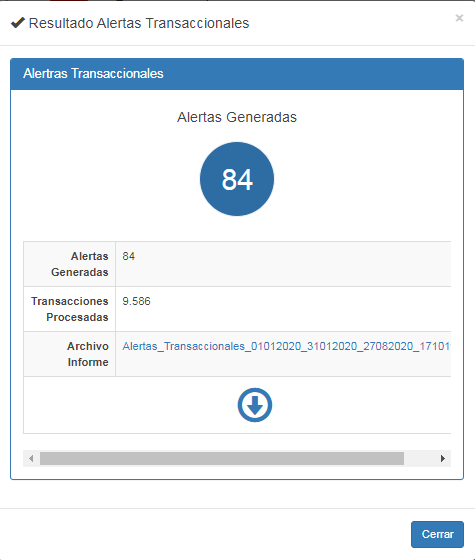 Resultado Alertas Transaccionales
×
Alertras Transaccionales
Alertas Generadas
84
Alertas
Generadas
84
Transacciones
Procesadas
9.586
Archivo
Informe
Alertas_Transaccionales_01012020_31012020_27082020_1710
Cerrar